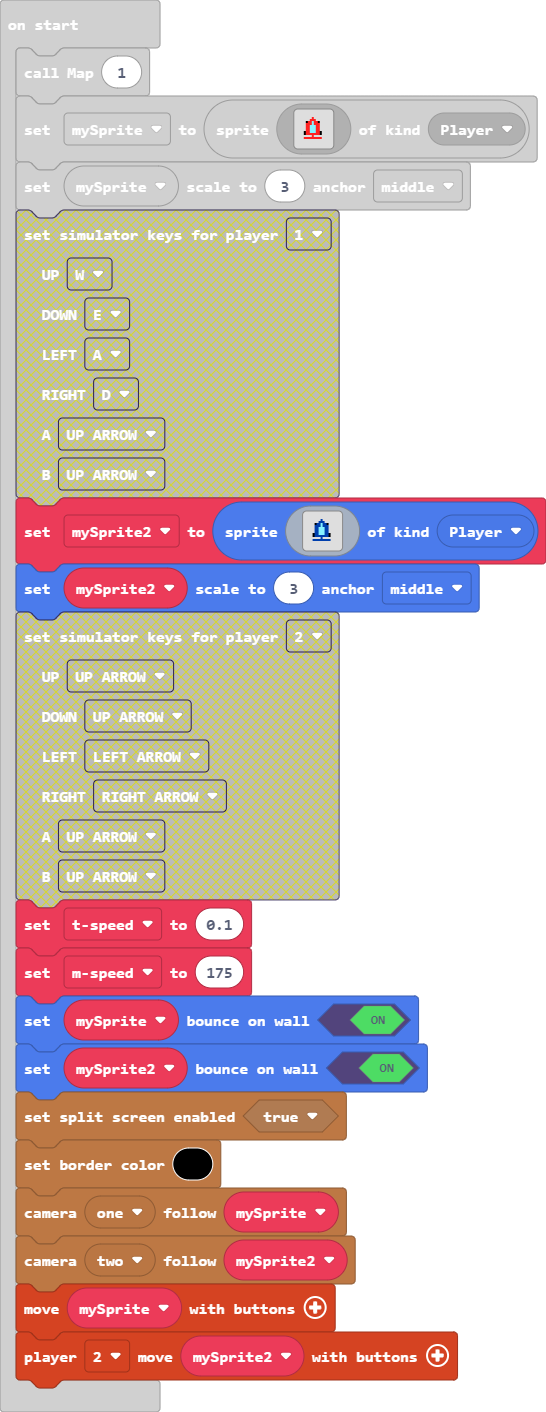 on start
call Map 1
set mySprite to sprite of kind Player
set mySprite scale to 3 anchor middle
set simulator keys for player 1
UP W
DOWN E
LEFT A
RIGHT D
A UP ARROW
B UP ARROW
set mySprite2 to sprite of kind Player
set mySprite2 scale to 3 anchor middle
set simulator keys for player 2
UP UP ARROW
DOWN UP ARROW
LEFT LEFT ARROW
RIGHT RIGHT ARROW
A UP ARROW
B UP ARROW
set t-speed to 0.1
set m-speed to 175
set mySprite bounce on wall ON
set mySprite2 bounce on wall ON
set split screen enabled true
set border color
camera one follow mySprite
camera two follow mySprite2
move mySprite with buttons
player 2 move mySprite2 with buttons